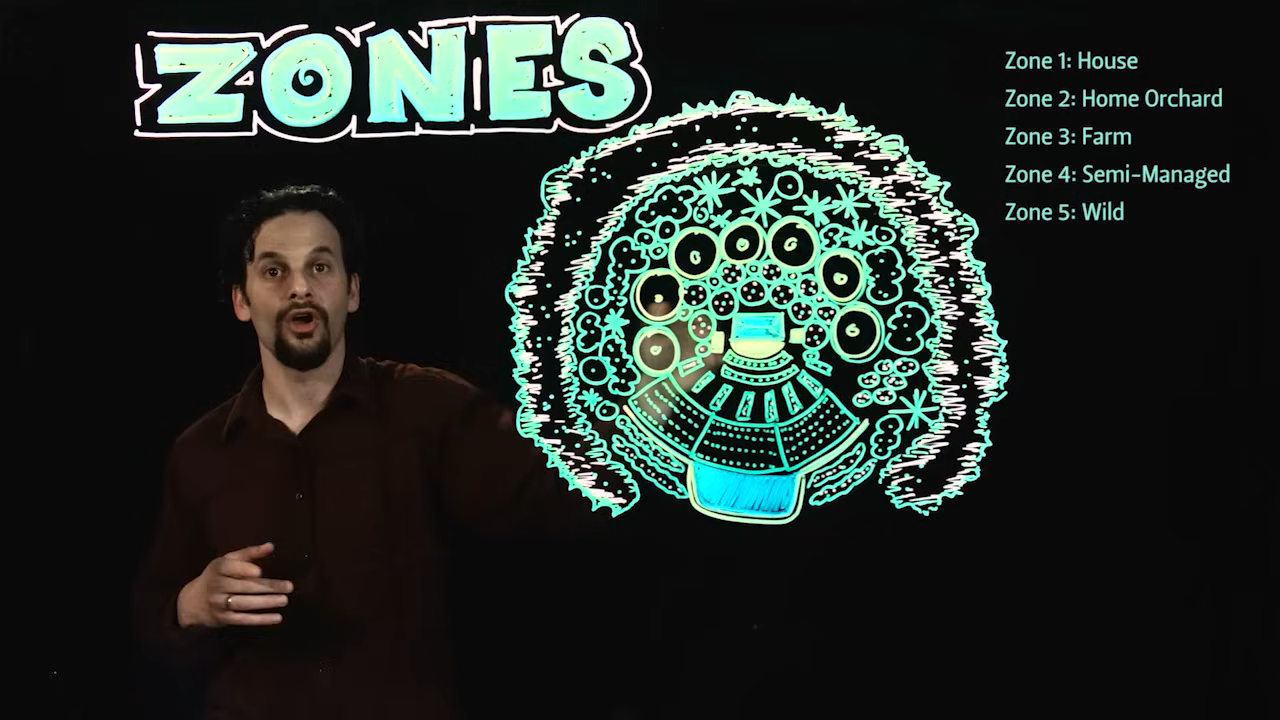 ZONES
Zone 1: House
Zone 2: Home Orchard
Zone 3: Farm
Zone 4: Semi-Managed
Zone 5: Wild